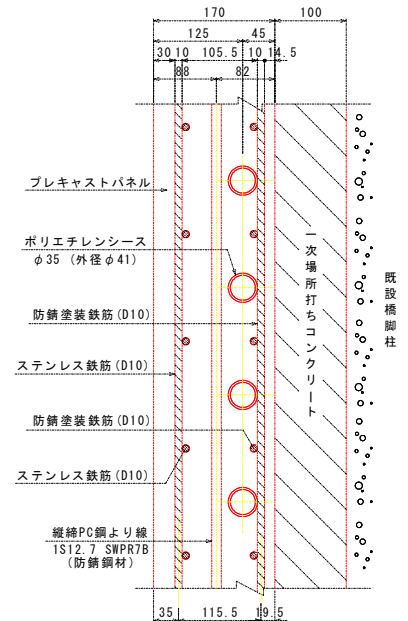 170
100
125
45
30
10
105.5
10
14.5
88
82
プレキャストパネル
ポリエチレンシース
φ35 (外径φ41)
防錆塗装鉄筋(D10)
ステンレス鉄筋(D10)
防錆塗装鉄筋(D10)
ステンレス鉄筋(D10)
縦締PC鋼より線
1S12.7 SWPR7B
(防錆鋼材)
一次場所打ちコンクリート
既設橋脚柱
35
115.5
19.5